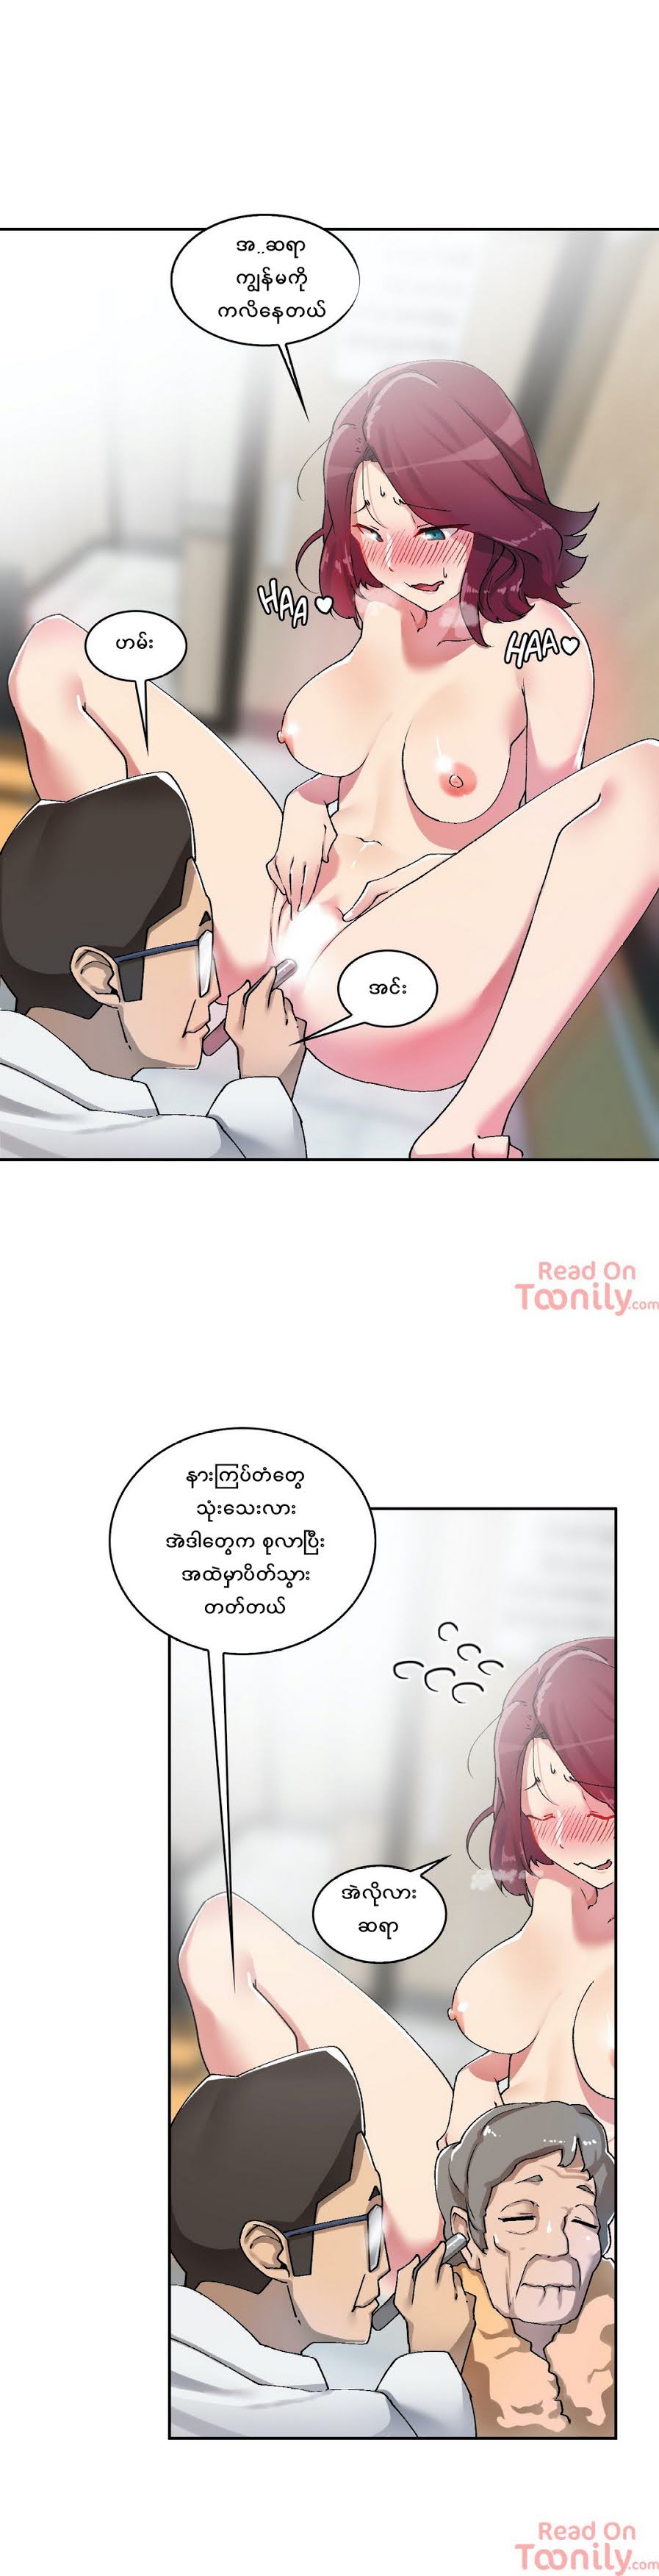 အ..ဆရာ
ကျွန်မကို
ကလိနေတယ်
HAA
HAA
ဟမ်း
အင်း
Read On
Toonily.com
နားကြပ်တံတွေ
သုံးသေးလား
အဲဒါတွေက စုလာပြီး
အထဲမှာပိတ်သွား
တတ်တယ်
အဲလိုလား
ဆရာ
Read On
Toonily.com